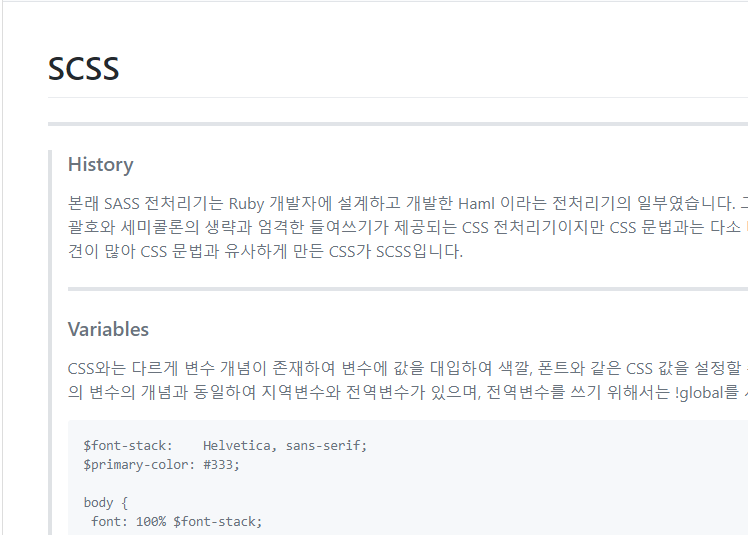 SCSS
History
본래 SASS 전처리기는 Ruby 개발자에 설계하고 개발한 Haml 이라는 전처리기의 일부였습니다.
괄호와 세미콜론의 생략과 엄격한 들여쓰기가 제공되는 CSS 전처리기이지만 CSS 문법과는 다소
견이 많아 CSS 문법과 유사하게 만든 CSS가 SCSS입니다.
Variables
CSS와는 다르게 변수 개념이 존재하여 변수에 값을 대입하여 색깔, 폰트와 같은 CSS 값을 설정할
의 변수의 개념과 동일하여 지역변수와 전역변수가 있으며, 전역변수를 쓰기 위해서는 !global를
$font-stack:    Helvetica, sans-serif;
$primary-color: #333;
body {
 font: 100% $font-stack;